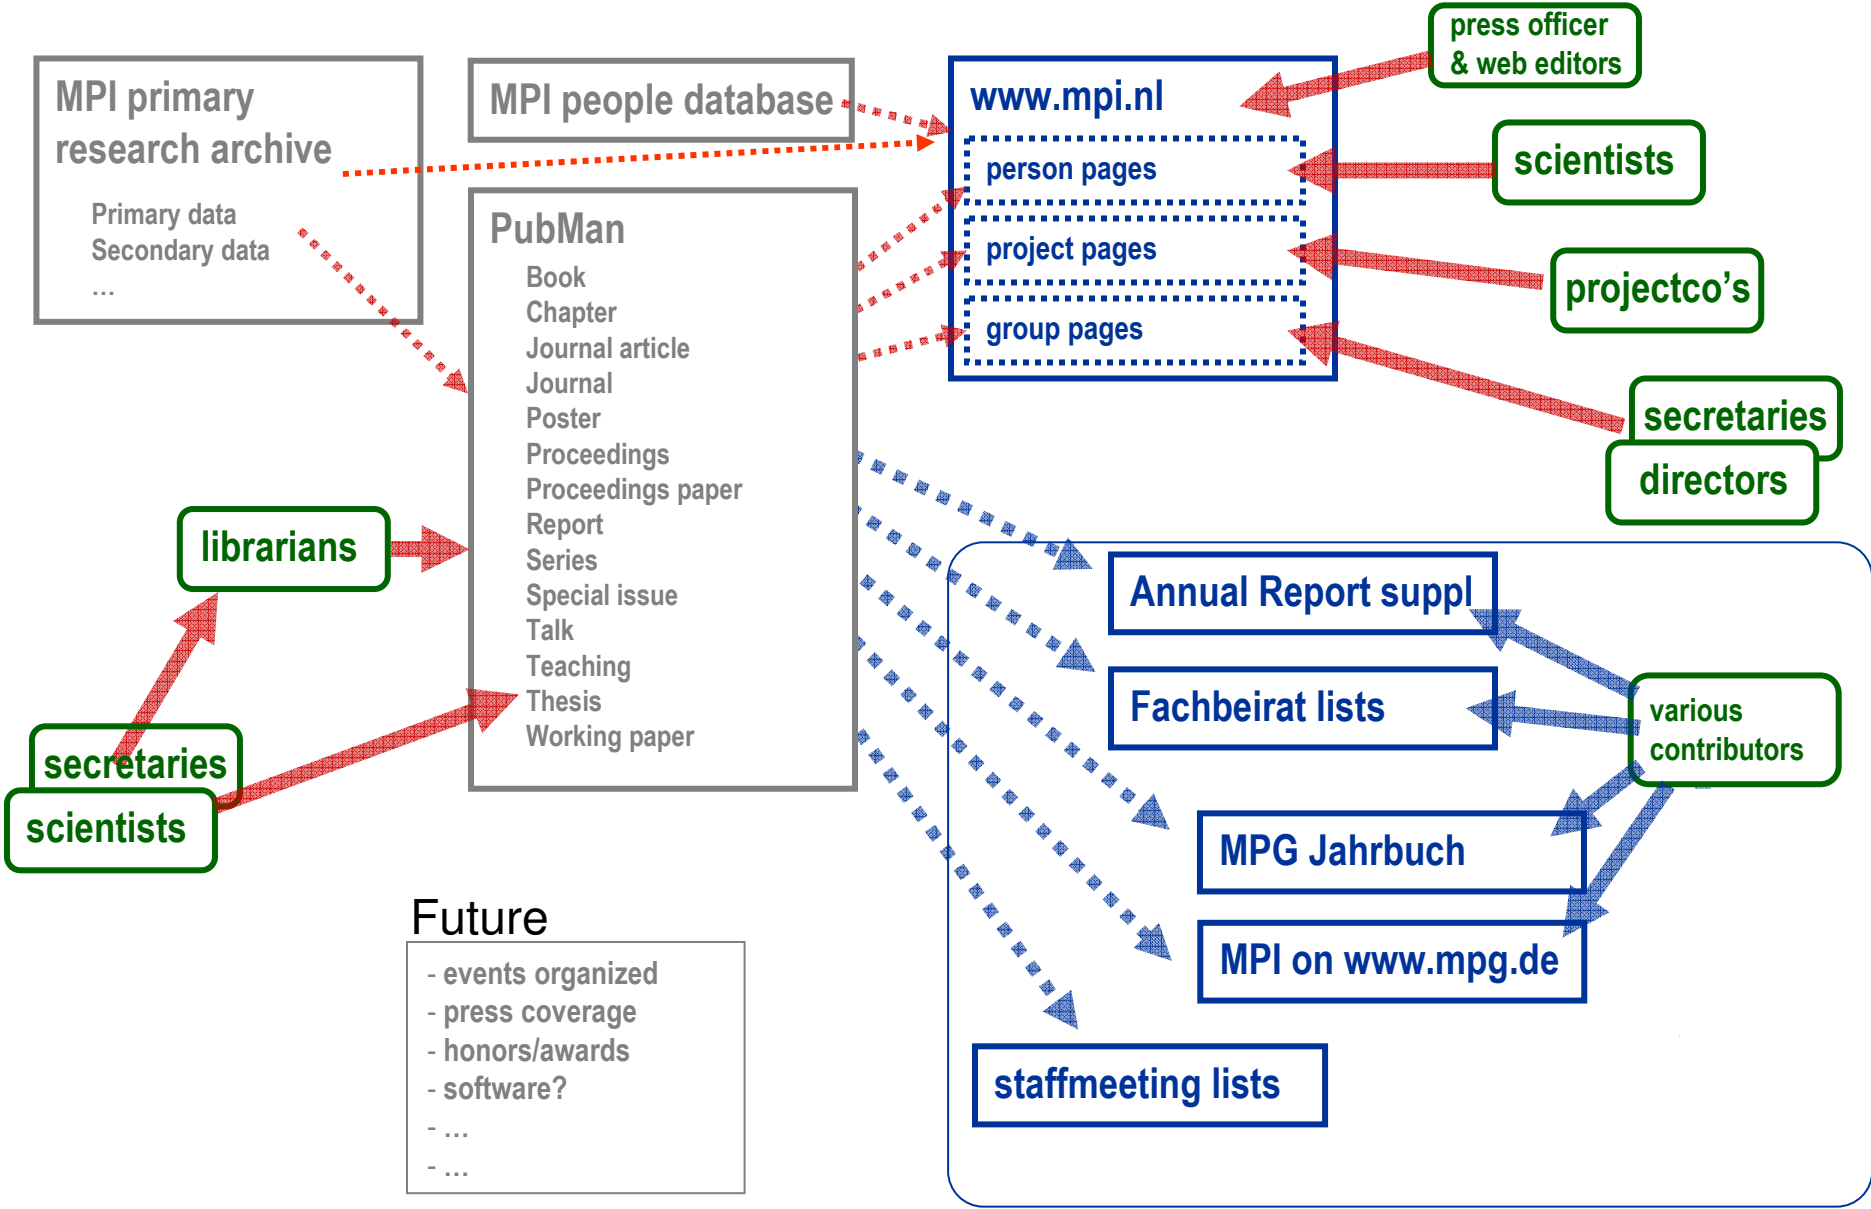 press officer
& web editors
MPI primary
research archive
Primary data
Secondary data
...
MPI people database
www.mpi.nl
person pages
project pages
group pages
scientists
projectco's
secretaries
directors
PubMan
Book
Chapter
Journal article
Journal
Poster
Proceedings
Proceedings paper
Report
Series
Special issue
Talk
Teaching
Thesis
Working paper
librarians
secretaries
scientists
Annual Report suppl
Fachbeirat lists
various
contributors
MPG Jahrbuch
MPI on www.mpg.de
staffmeeting lists
Future
- events organized
- press coverage
- honors/awards
- software?
- ...
- ...